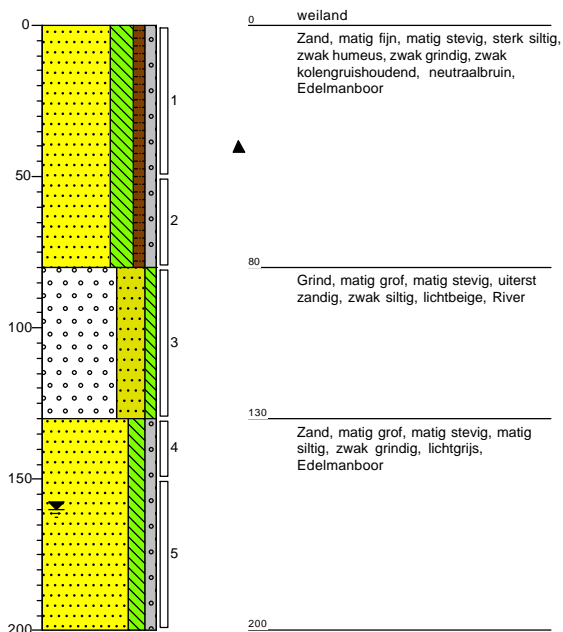 0
50
100
150
200
1
2
3
4
5
0
weiland
Zand, matig fijn, matig stevig, sterk siltig,
zwak humeus, zwak grindig, zwak
kolengruishoudend, neutraalbruin,
Edelmanboor
80
Grind, matig grof, matig stevig, uiterst
zandig, zwak siltig, lichtbeige, River
130
Zand, matig grof, matig stevig, matig
siltig, zwak grindig, lichtgrijs,
Edelmanboor
200